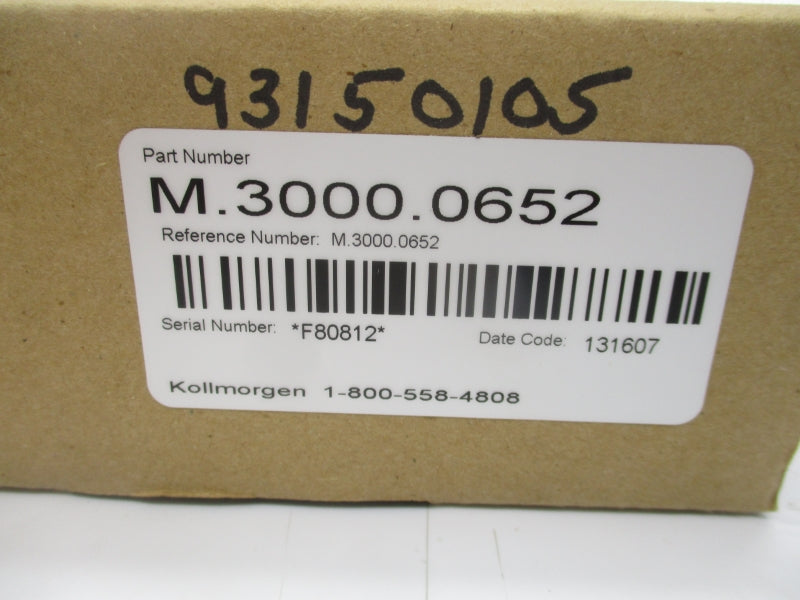 93150105
Part Number
M.3000.0652
Reference Number: M.3000.0652
Serial Number: *F80812*
Date Code: 131607
Kollmorgen 1-800-558-4808